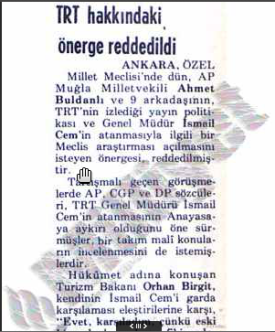 TRT hakkındaki
önerge reddedildi
ANKARA, ÖZEL
Millet Meclisi'nde dün, AP
Muğla Milletvekili Ahmet
Buldanlı ve 9 arkadaşının,
TRT'nin izlediği yayın politi-
kası ve Genel Müdür İsmail
Cem'in atanmasıyla ilgili bir
Meclis araştırması açılmasını
isteyen önergesi, reddedilmiş-
tir.
Tartışmalı geçen görüşme-
lerde AP, CGP ve DP sözcüle-
ri, TRT Genel Müdürü İsmail
Cem'in atanmasının Anayasa-
ya aykırı olduğunu öne sür-
müşler, bir takım mali konula-
rın incelenmesini de istemiş-
lerdir.
Hükûmet adına konuşan
Turizm Bakanı Orhan Birgit,
kendinin İsmail Cem'i garda
karşılaması eleştirilerine karşı,
"Evet, karşıladım çünkü eski